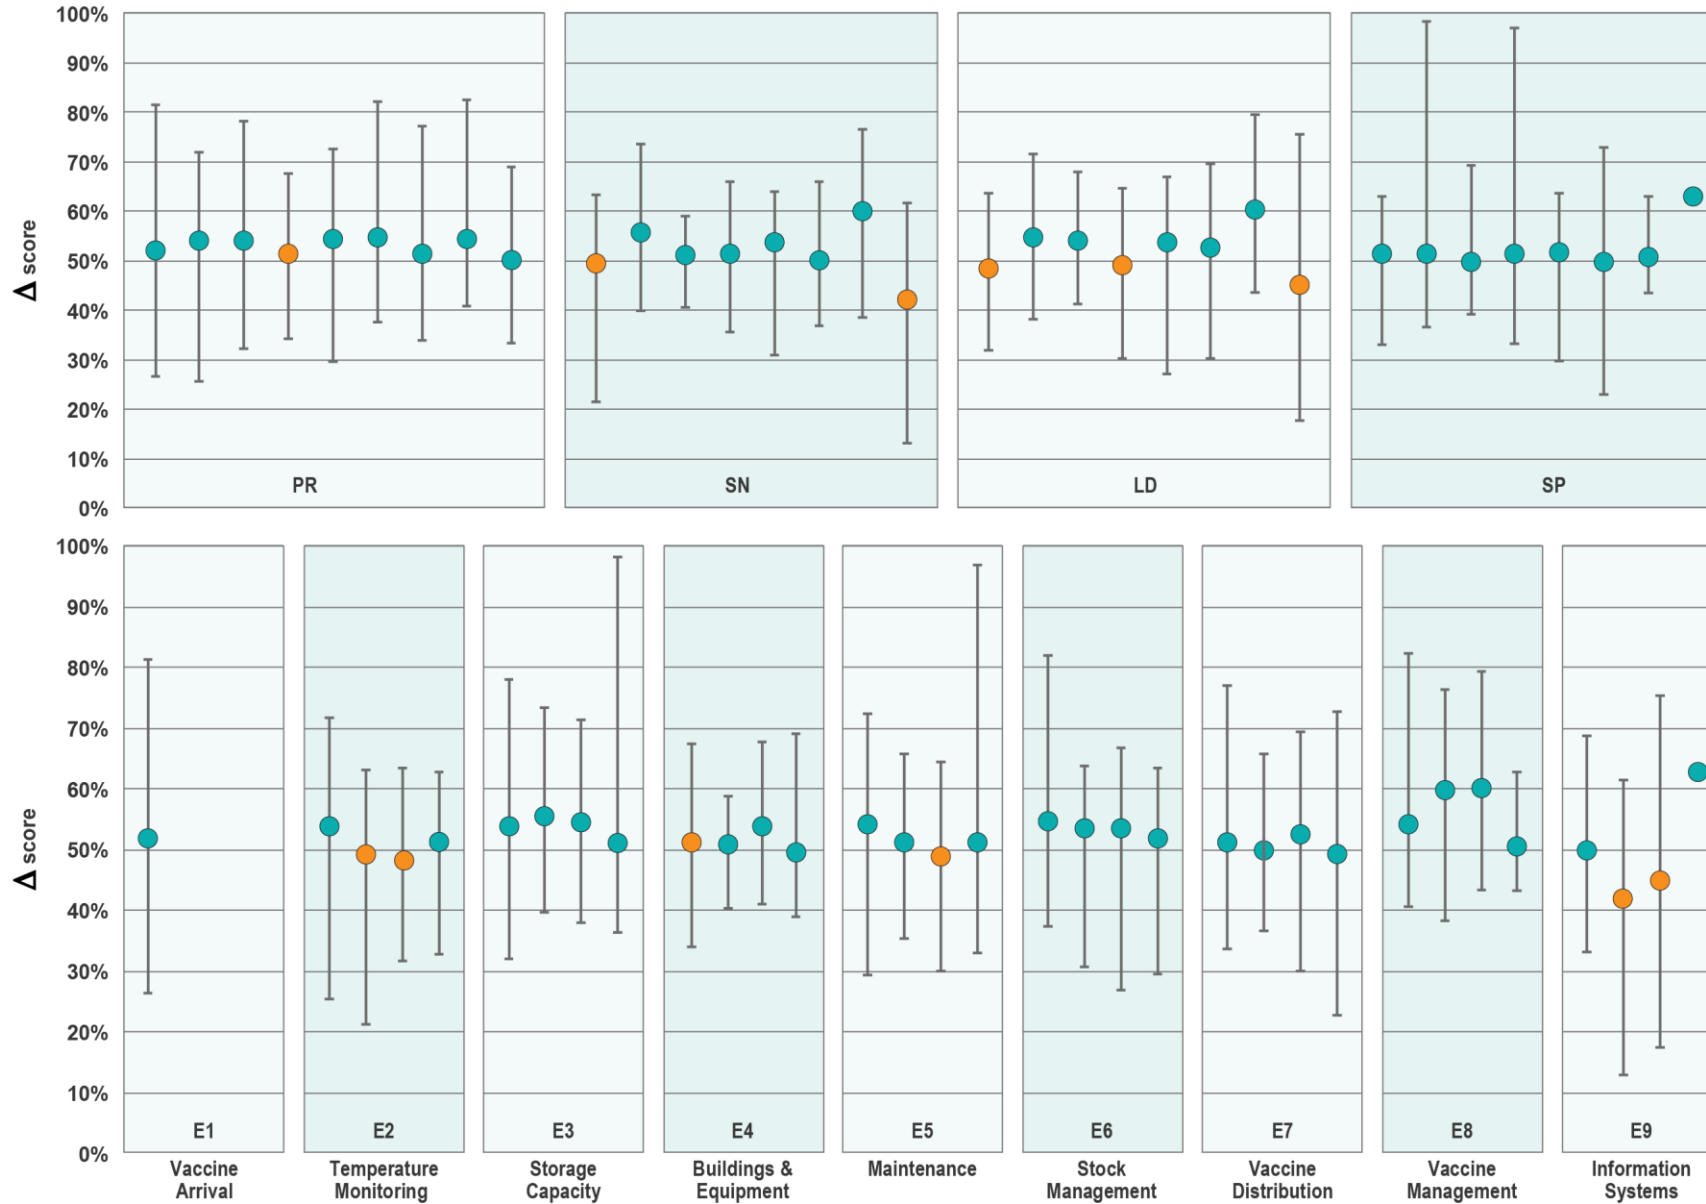 100%
90%
80%
70%
60%
50%
40%
30%
20%
10%
0%
Δ score
PR
SN
LD
SP
100%
90%
80%
70%
60%
50%
40%
30%
20%
10%
0%
Δ score
E1
E2
E3
E4
E5
E6
E7
E8
E9
Vaccine
Arrival
Temperature
Monitoring
Storage
Capacity
Buildings &
Equipment
Maintenance
Stock
Management
Vaccine
Distribution
Vaccine
Management
Information
Systems